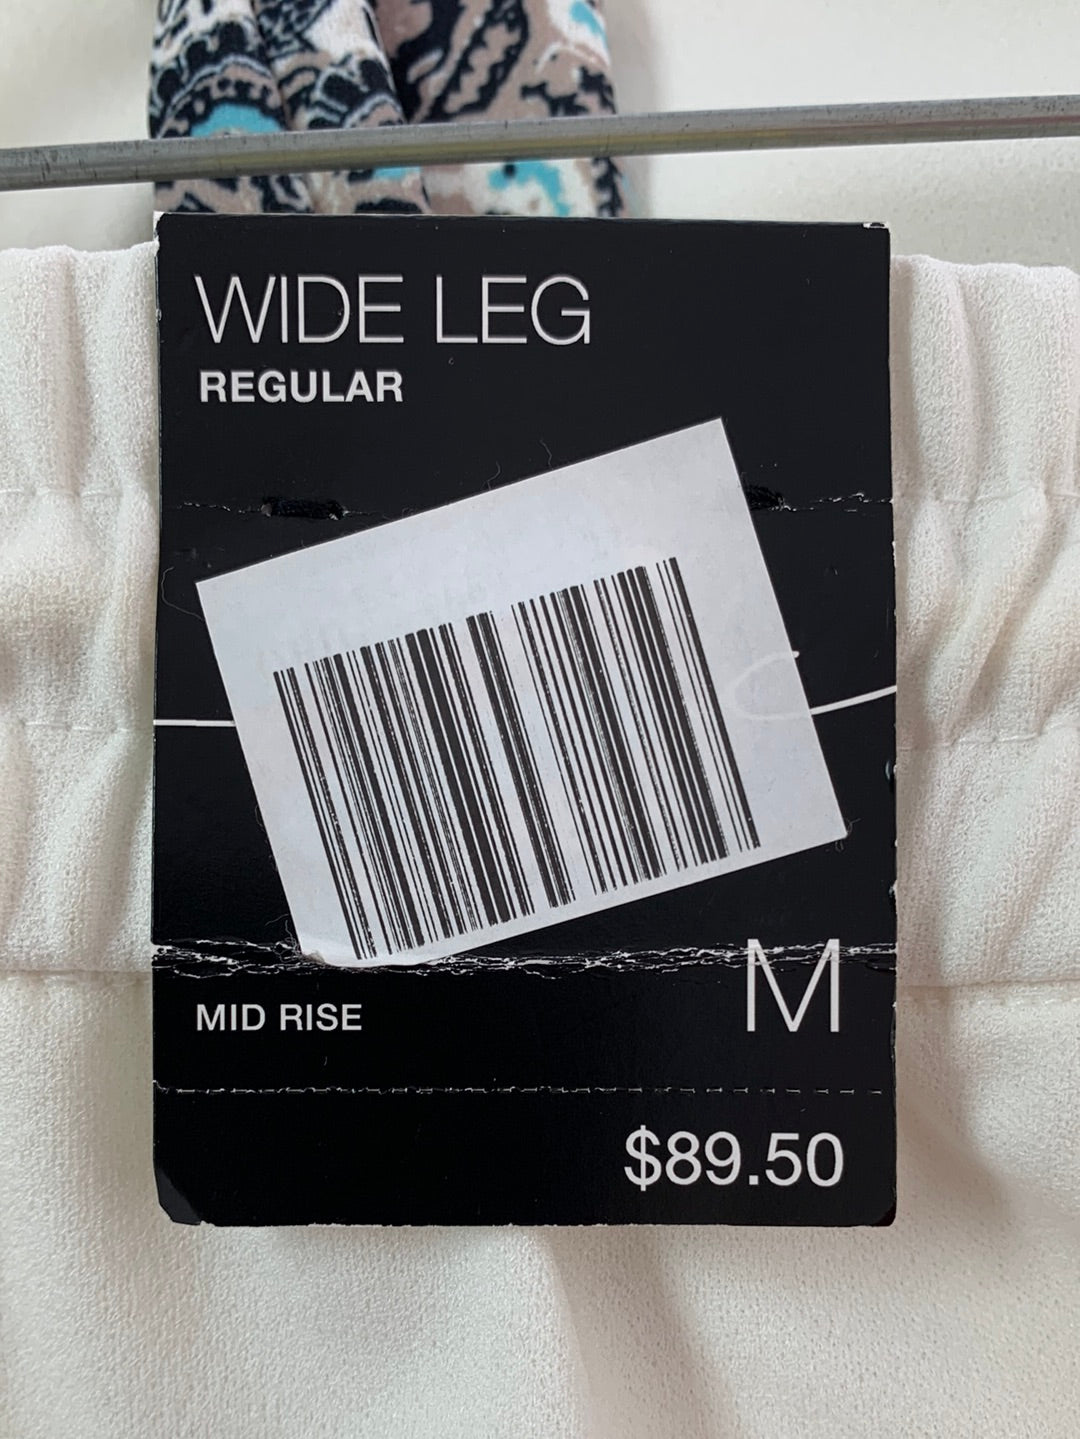 WIDE LEG
REGULAR
MID RISE
M
$89.50